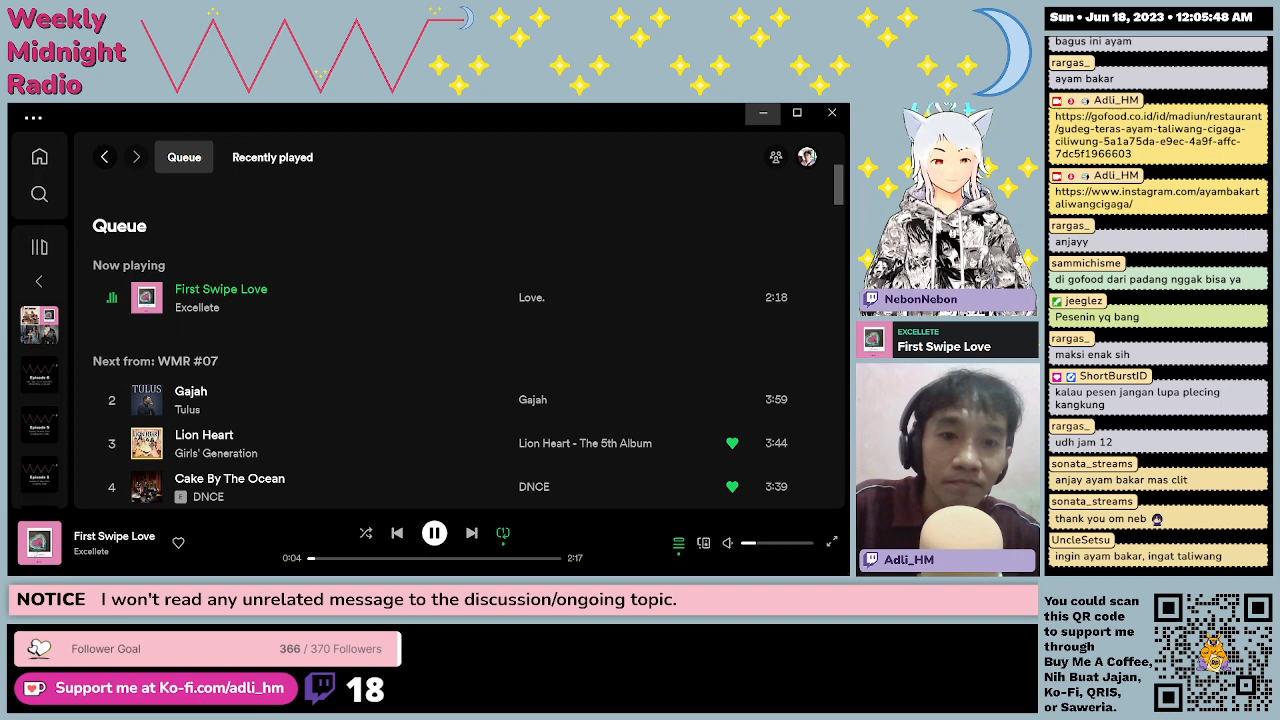 Weekly
Midnight
Radio
Sun • Jun 18, 2023 • 12:05:48 AM
Queue
Recently played
Queue
Now playing
First Swipe Love
Excellete
Love.
2:18
Next from: WMR #07
2
Gajah
Tulus
Gajah
3:59
3
Lion Heart
Girls' Generation
Lion Heart - The 5th Album
3:44
4
Cake By The Ocean
E DNCE
DNCE
3:39
First Swipe Love
Excellete
0:04
2:17
NebonNebon
EXCELLETE
First Swipe Love
Adli_HM
bagus ini ayam
rargas_
ayam bakar
Adli_HM
https://gofood.co.id/id/madiun/restaurant
/gudeg-teras-ayam-taliwang-cigaga-
ciliwung-5a1a75da-e9ec-4a9f-affc-
7dc5f1966603
Adli_HM
https://www.instagram.com/ayambakart
aliwangcigaga/
rargas_
anjayy
sammichisme
di gofood dari padang nggak bisa ya
jeeglez
Pesenin yq bang
rargas_
maksi enak sih
ShortBurstID
kalau pesen jangan lupa plecing
kangkung
rargas_
udh jam 12
sonata_streams
anjay ayam bakar mas clit
sonata_streams
thank you om neb
UncleSetsu
ingin ayam bakar, ingat taliwang
NOTICE I won't read any unrelated message to the discussion/ongoing topic.
Follower Goal
366 / 370 Followers
Support me at Ko-fi.com/adli_hm
18
You could scan
this QR code
to support me
through
Buy Me A Coffee,
Nih Buat Jajan,
Ko-Fi, QRIS,
or Saweria.